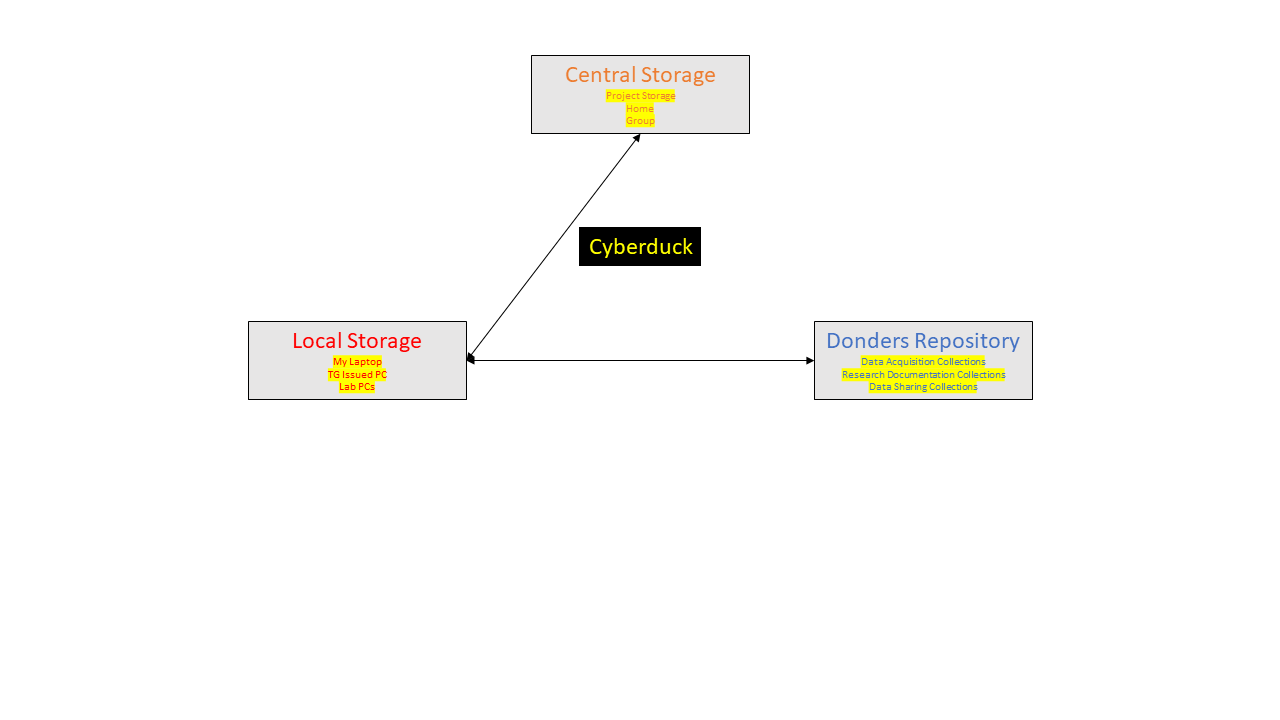 Central Storage
Project Storage
Home
Group
Cyberduck
Local Storage
My Laptop
TG Issued PC
Lab PCs
Donders Repository
Data Acquisition Collections
Research Documentation Collections
Data Sharing Collections